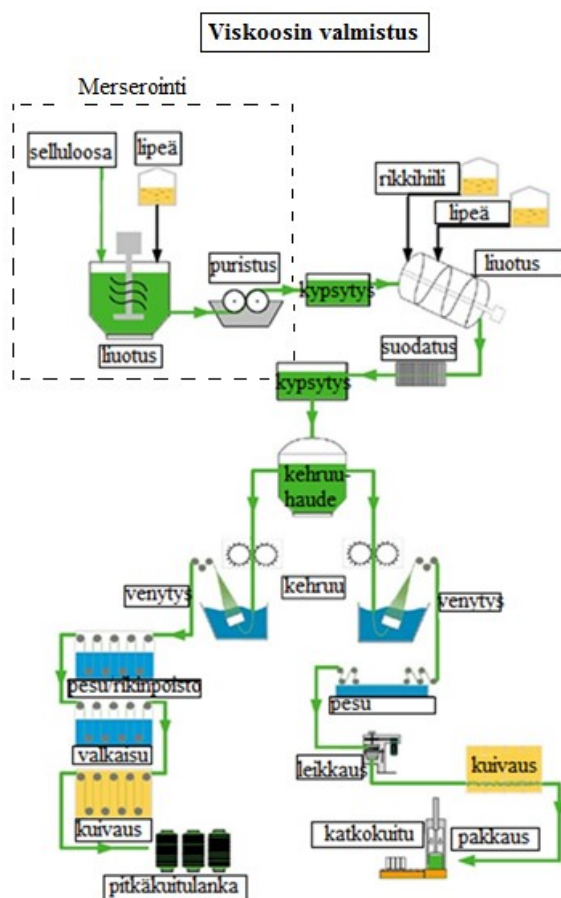 Viskoosin valmistus
Merserointi
selluloosa
lipeä
rikkihiili
lipeä
puristus
kypsytys
liuotus
liuotus
suodatus
kypsytys
kehruu-
haude
kehruu
venytys
venytys
pesu/rikinpoisto
pesu
valkaisu
leikkaus
kuivaus
kuivaus
katkokuitu
pakkaus
pitkäkuitulanka